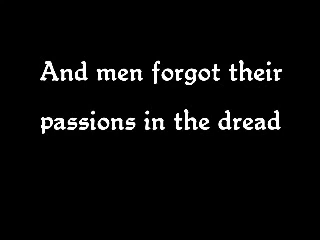 And men forgot their
passions in the dread